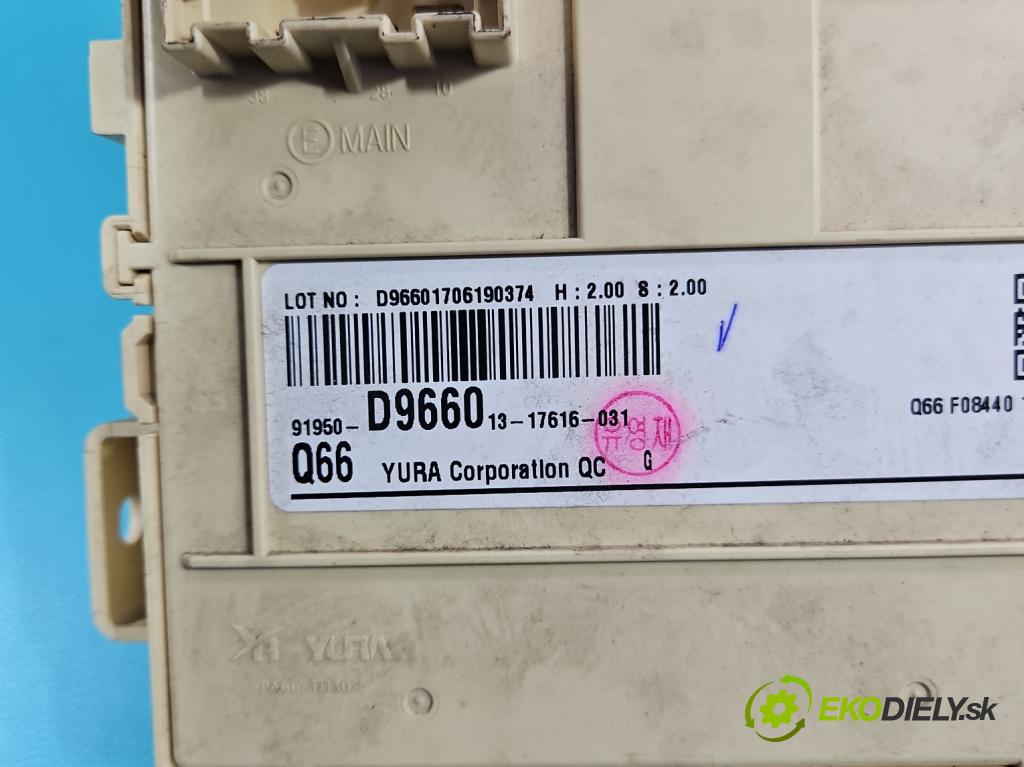 38 28 10
E MAIN
LOT NO : D96601706190374 H : 2.00 S : 2.00
91950- D9660 13-17616-031
유영재
Q66 F08440
Q66 YURA Corporation QC G
YR YURA
EKODIELY.sk